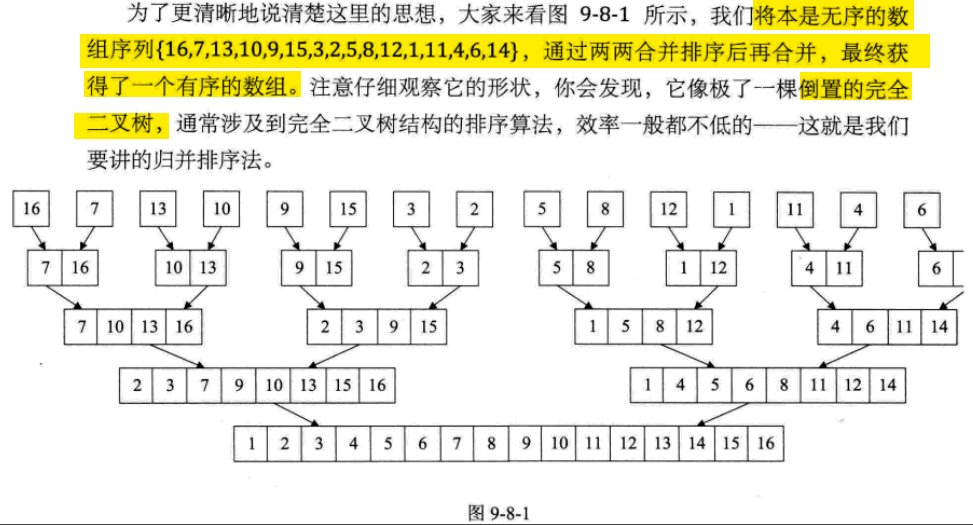 为了更清晰地说清楚这里的思想，大家来看图 9-8-1 所示，我们将本是无序的数
组序列{16,7,13,10,9,15,3,2,5,8,12,1,11,4,6,14}，通过两两合并排序后再合并，最终获
得了一个有序的数组。注意仔细观察它的形状，你会发现，它像极了一棵倒置的完全
二叉树，通常涉及到完全二叉树结构的排序算法，效率一般都不低的——这就是我们
要讲的归并排序法。
16 7 13 10 9 15 3 2 5 8 12 1 11 4 6
7 16 10 13 9 15 2 3 5 8 1 12 4 11 6
7 10 13 16 2 3 9 15 1 5 8 12 4 6 11 14
2 3 7 9 10 13 15 16 1 4 5 6 8 11 12 14
1 2 3 4 5 6 7 8 9 10 11 12 13 14 15 16
图 9-8-1